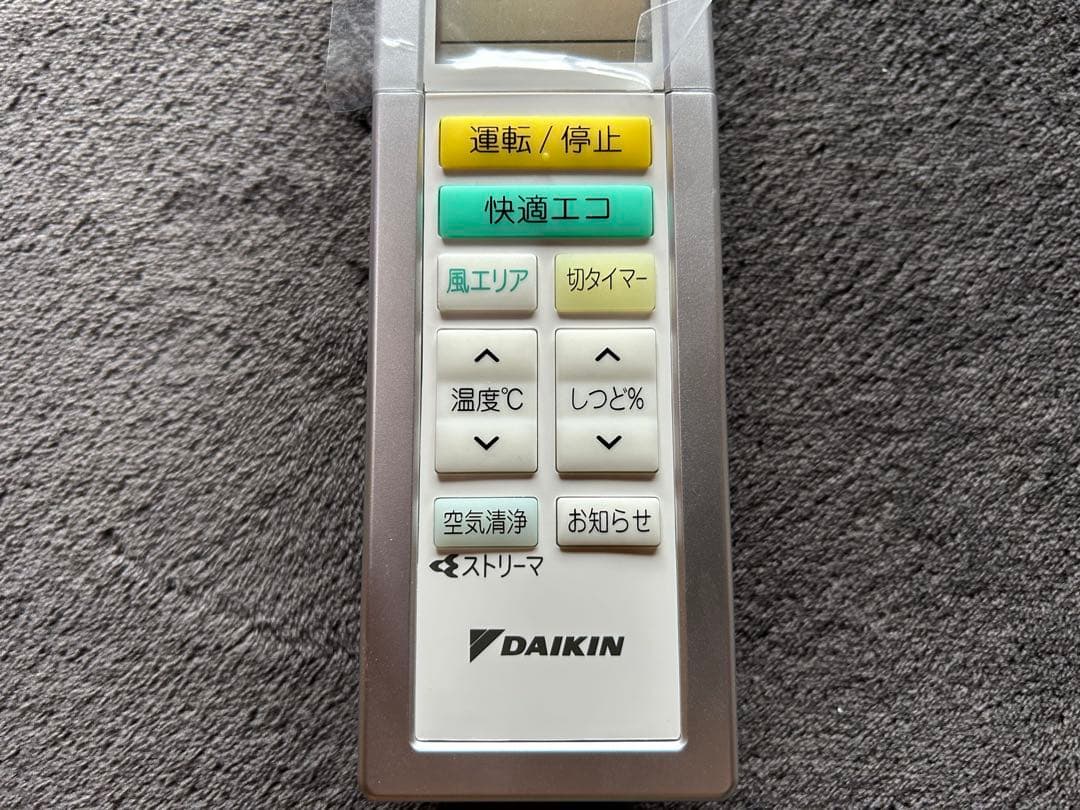 運転/停止
快適エコ
風エリア 切タイマー
温度℃ しつど%
空気清浄 お知らせ
ストリーマ
DAIKIN